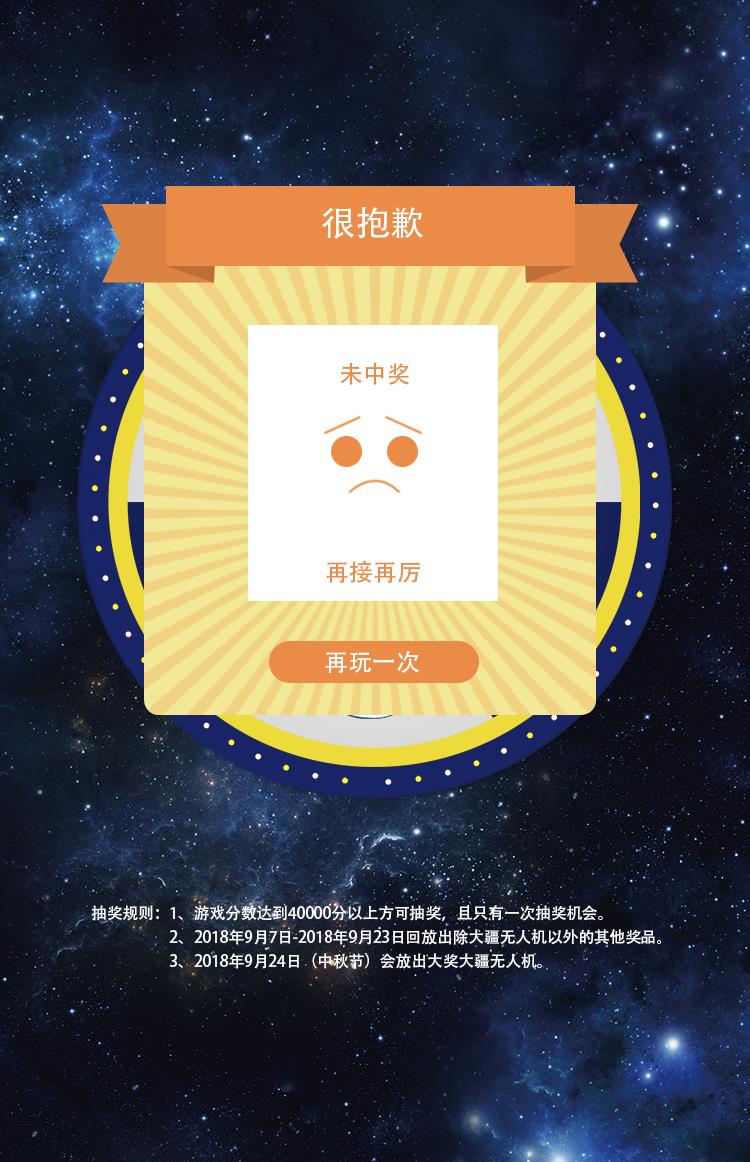 很抱歉
未中奖
再接再厉
再玩一次
抽奖规则：1、游戏分数达到40000分以上方可抽奖，且只有一次抽奖机会。
2、2018年9月7日-2018年9月23日回放出除大疆无人机以外的其他奖品。
3、2018年9月24日（中秋节）会放出大奖大疆无人机。